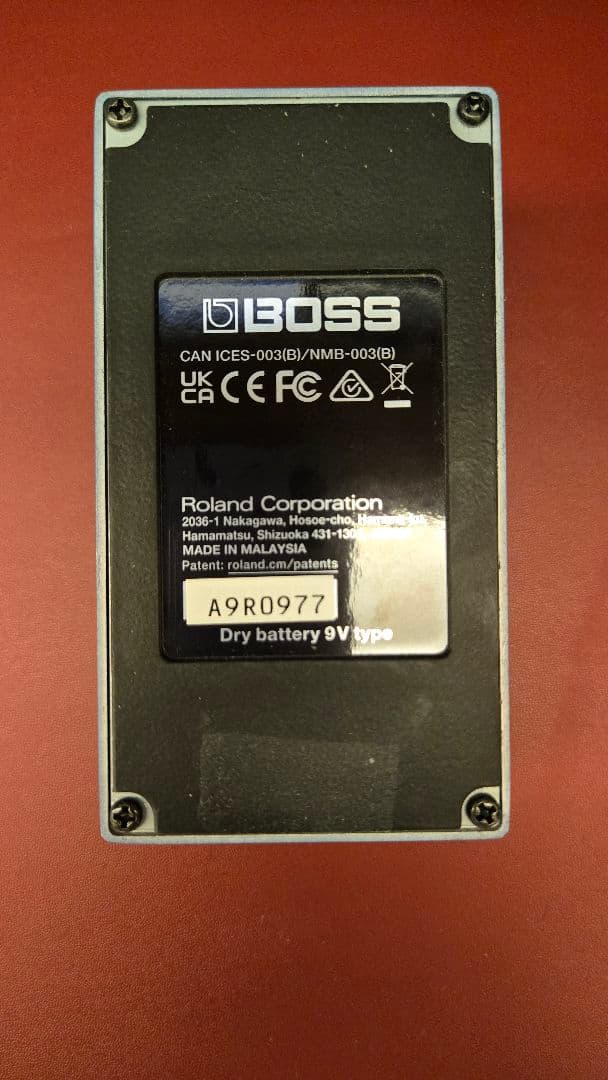 BOSS
CAN ICES-003(B)/NMB-003(B)
UK CA CE FC
Roland Corporation
2036-1 Nakagawa, Hosoe-cho,
Hamamatsu, Shizuoka
MADE IN MALAYSIA
Patent: roland.cm/patents
A9R0977
Dry battery 9V type